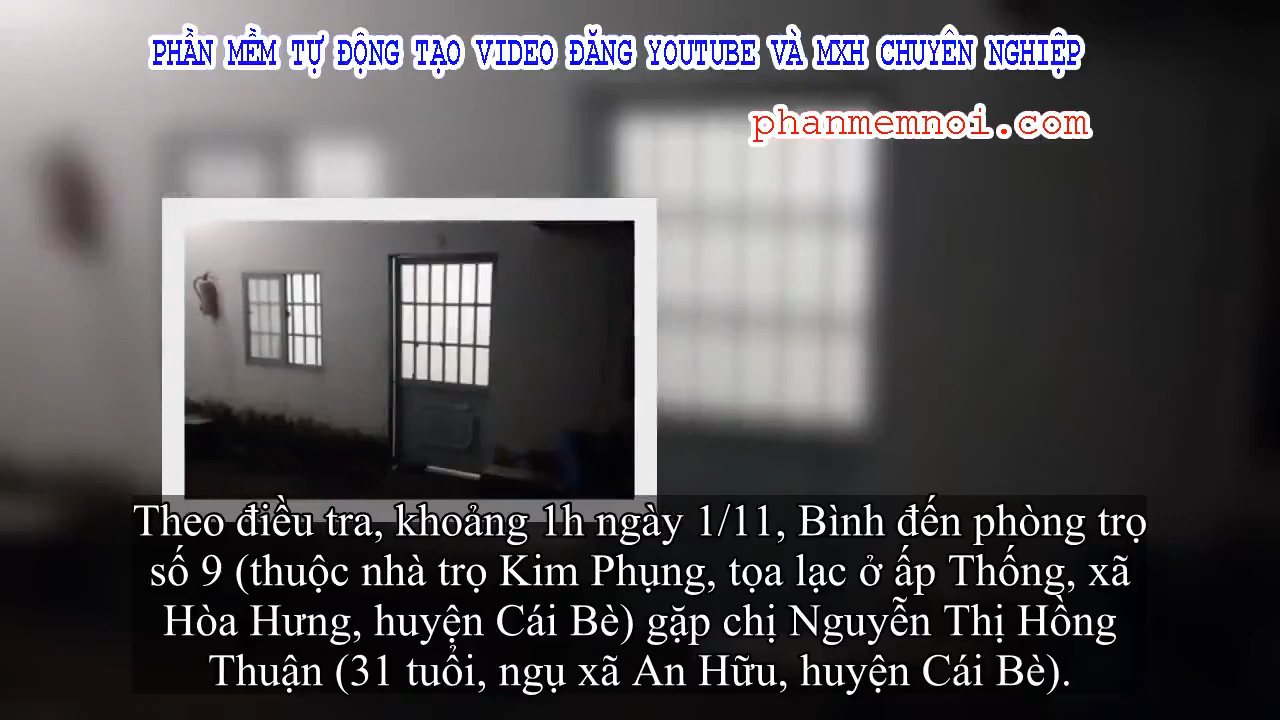 PHẦN MỀM TỰ ĐỘNG TẠO VIDEO ĐĂNG YOUTUBE VÀ MXH CHUYÊN NGHIỆP
phanmemnoi.com
Theo điều tra, khoảng 1h ngày 1/11, Bình đến phòng trọ
số 9 (thuộc nhà trọ Kim Phụng, tọa lạc ở ấp Thống, xã
Hòa Hưng, huyện Cái Bè) gặp chị Nguyễn Thị Hồng
Thuận (31 tuổi, ngụ xã An Hữu, huyện Cái Bè).